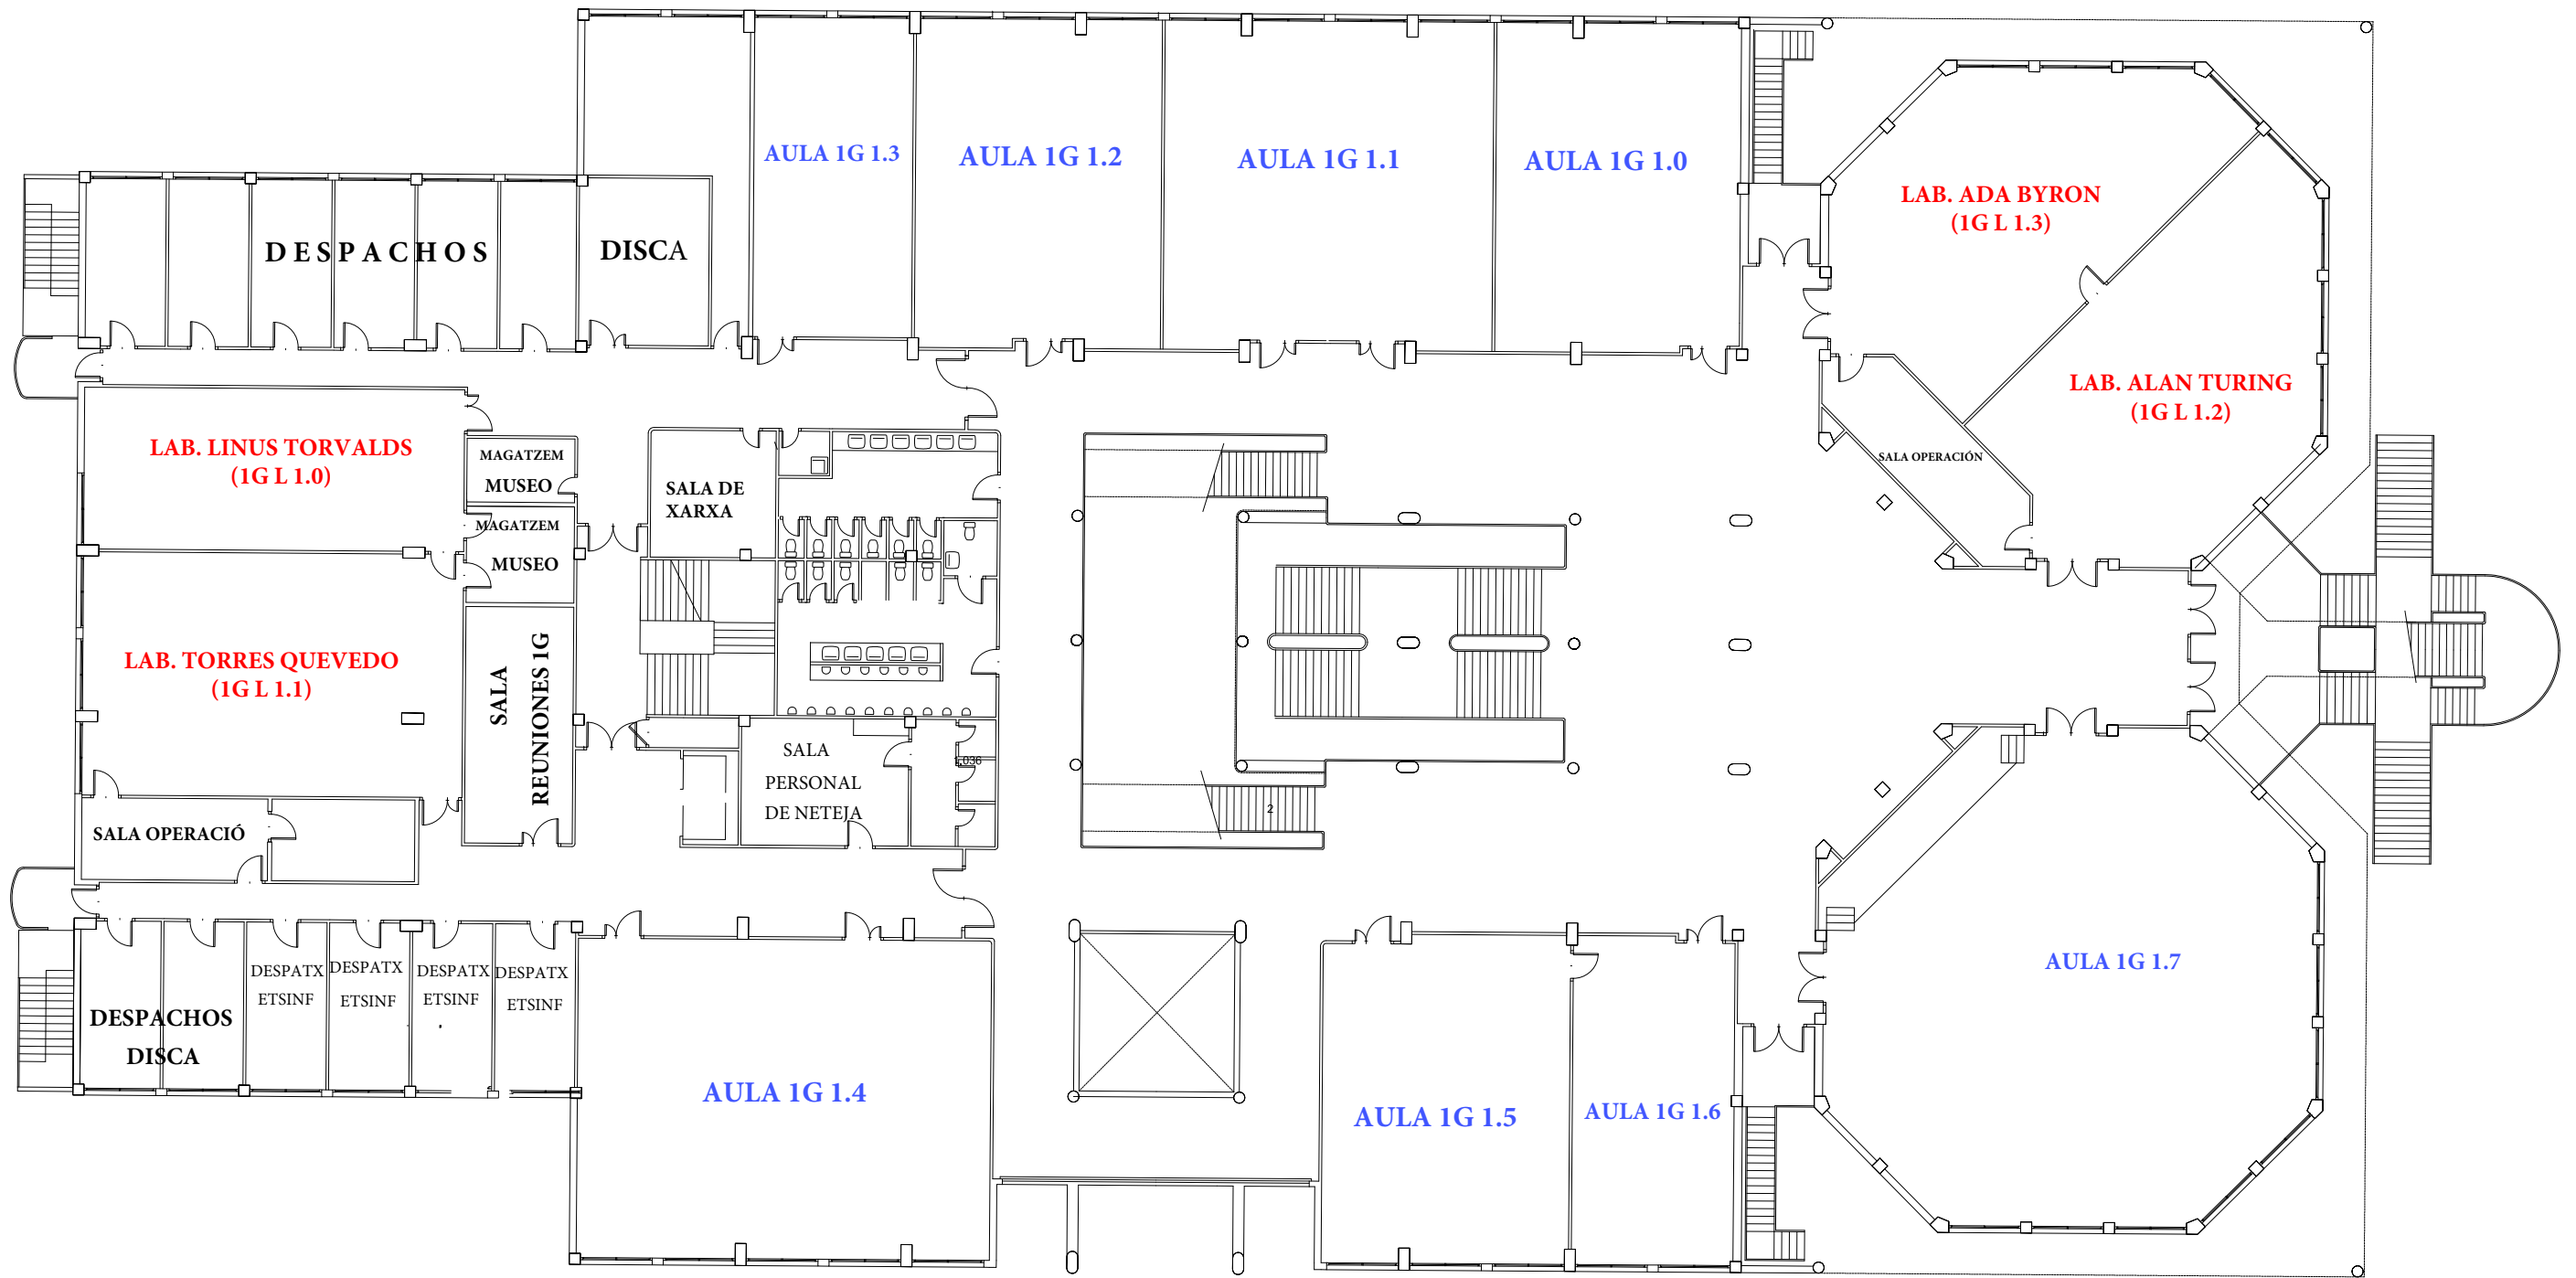 AULA 1G 1.3
AULA 1G 1.2
AULA 1G 1.1
AULA 1G 1.0
LAB. ADA BYRON
(1G L 1.3)
DESPACHOS
DISCA
LAB. ALAN TURING
(1G L 1.2)
LAB. LINUS TORVALDS
(1G L 1.0)
MAGATZEM
MUSEO
SALA DE
XARXA
SALA OPERACIÓN
MAGATZEM
MUSEO
LAB. TORRES QUEVEDO
(1G L 1.1)
SALA
REUNIONES 1G
SALA
PERSONAL
DE NETEJA
1,036
2
SALA OPERACIÓ
DESPATX
ETSINF
DESPATX
ETSINF
DESPATX
ETSINF
DESPATX
ETSINF
DESPACHOS
DISCA
AULA 1G 1.4
AULA 1G 1.5
AULA 1G 1.6
AULA 1G 1.7